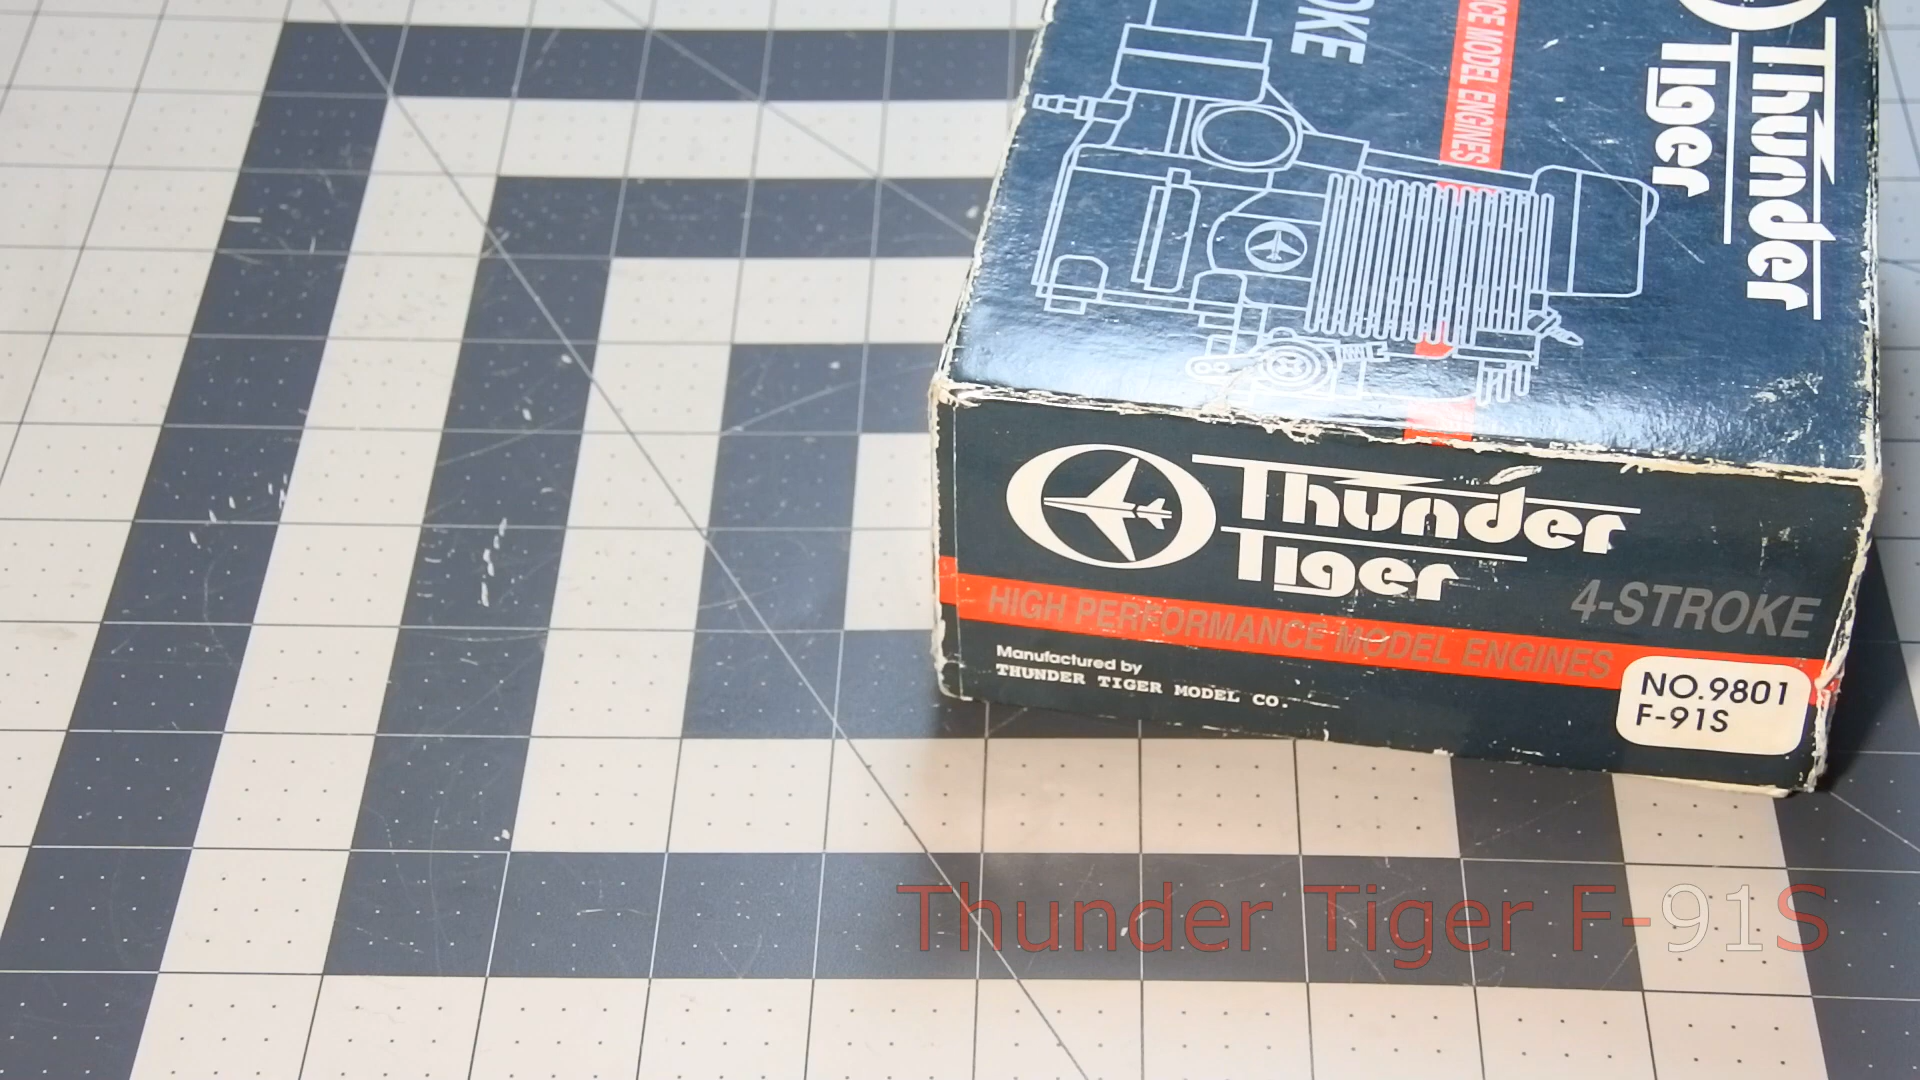 OKE
CE MODEL ENGINES
Thunder
Tiger
Thunder
Tiger
4-STROKE
HIGH PERFORMANCE MODEL ENGINES
Manufactured by
THUNDER TIGER MODEL CO.
NO.9801
F-91S
Thunder Tiger F-91S